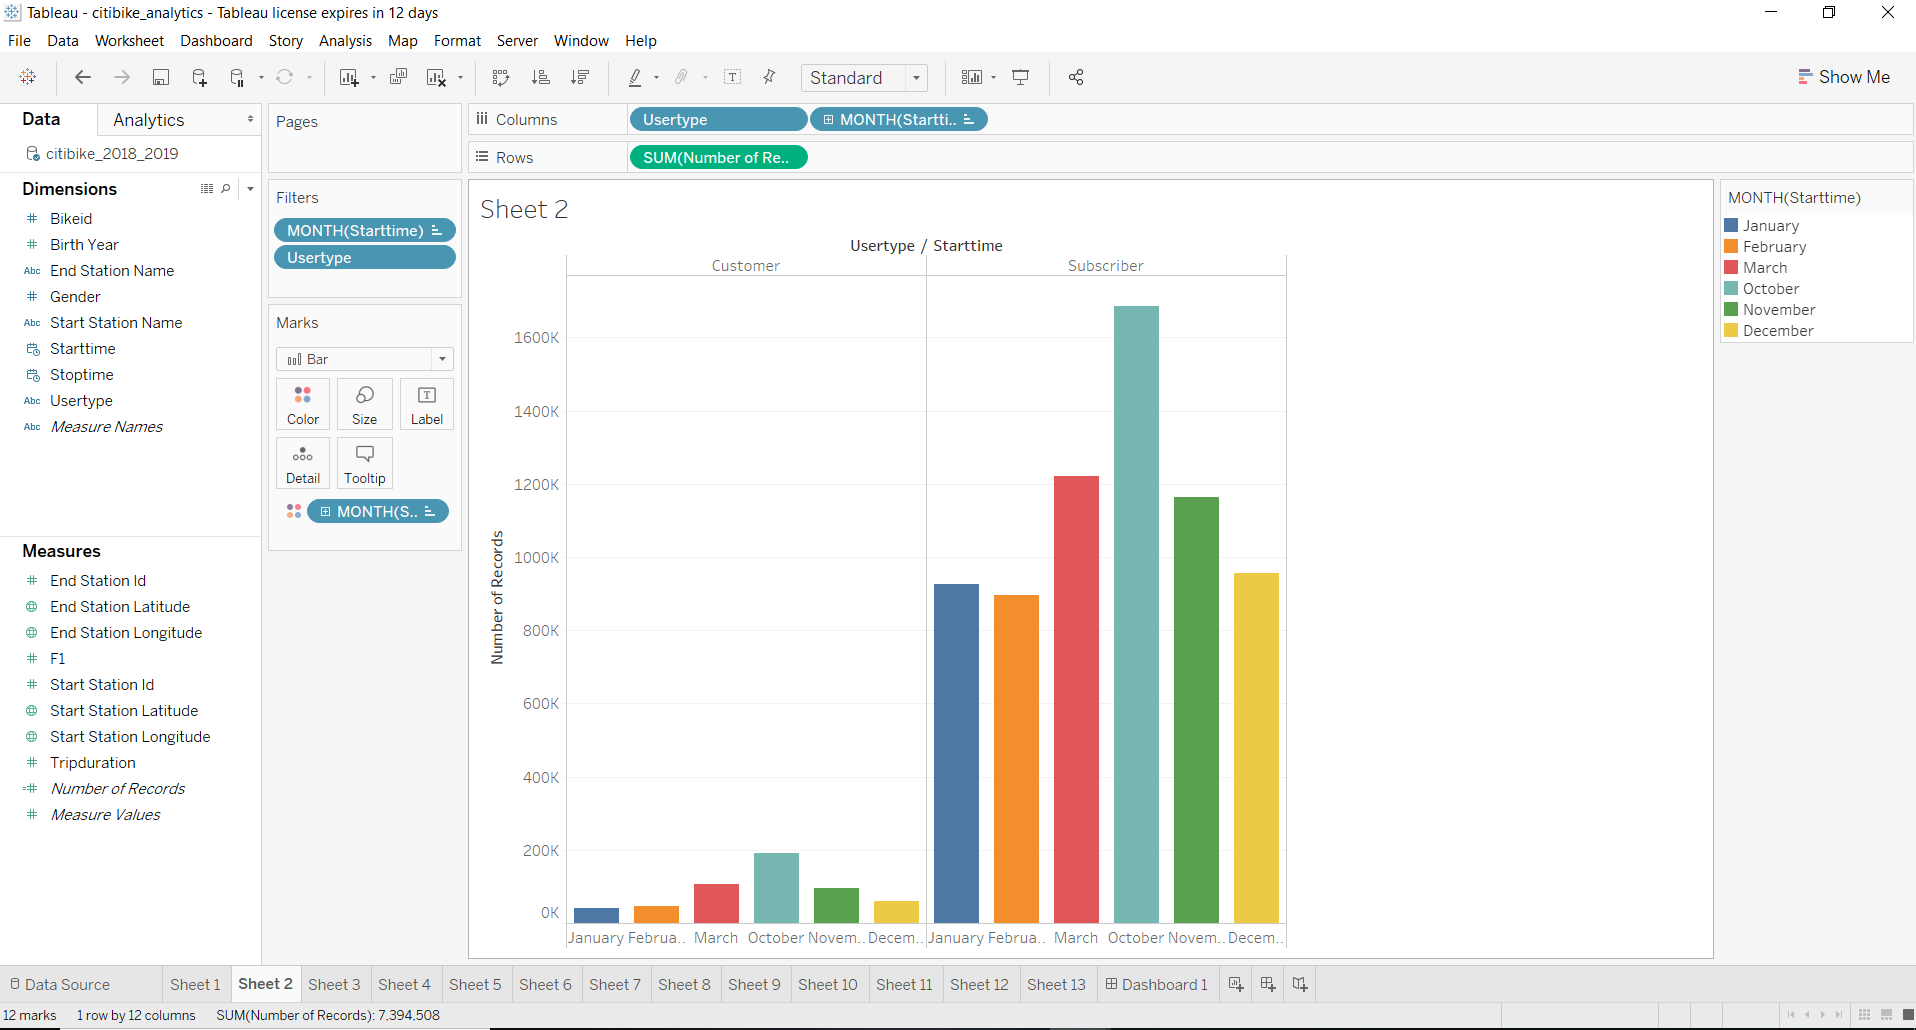 Tableau - citibike_analytics - Tableau license expires in 12 days
File Data Worksheet Dashboard Story Analysis Map Format Server Window Help
Standard
Show Me
Data Analytics
citibike_2018_2019
Dimensions
# Bikeid
# Birth Year
Abc End Station Name
# Gender
Abc Start Station Name
Starttime
Stoptime
Abc Usertype
Abc Measure Names
Measures
# End Station Id
End Station Latitude
End Station Longitude
# F1
# Start Station Id
Start Station Latitude
Start Station Longitude
# Tripduration
=# Number of Records
# Measure Values
Pages
Filters
MONTH(Starttime)
Usertype
Marks
Bar
Color Size T Label
Detail Tooltip
MONTH(S..
Columns Usertype MONTH(Startti..
Rows SUM(Number of Re..
Sheet 2
Usertype / Starttime
Customer Subscriber
Number of Records
1600K
1400K
1200K
1000K
800K
600K
400K
200K
0K
January Februa.. March October Novem.. Decem.. January Februa.. March October Novem.. Decem..
MONTH(Starttime)
January
February
March
October
November
December
Data Source Sheet 1 Sheet 2 Sheet 3 Sheet 4 Sheet 5 Sheet 6 Sheet 7 Sheet 8 Sheet 9 Sheet 10 Sheet 11 Sheet 12 Sheet 13 Dashboard 1
12 marks 1 row by 12 columns SUM(Number of Records): 7,394,508